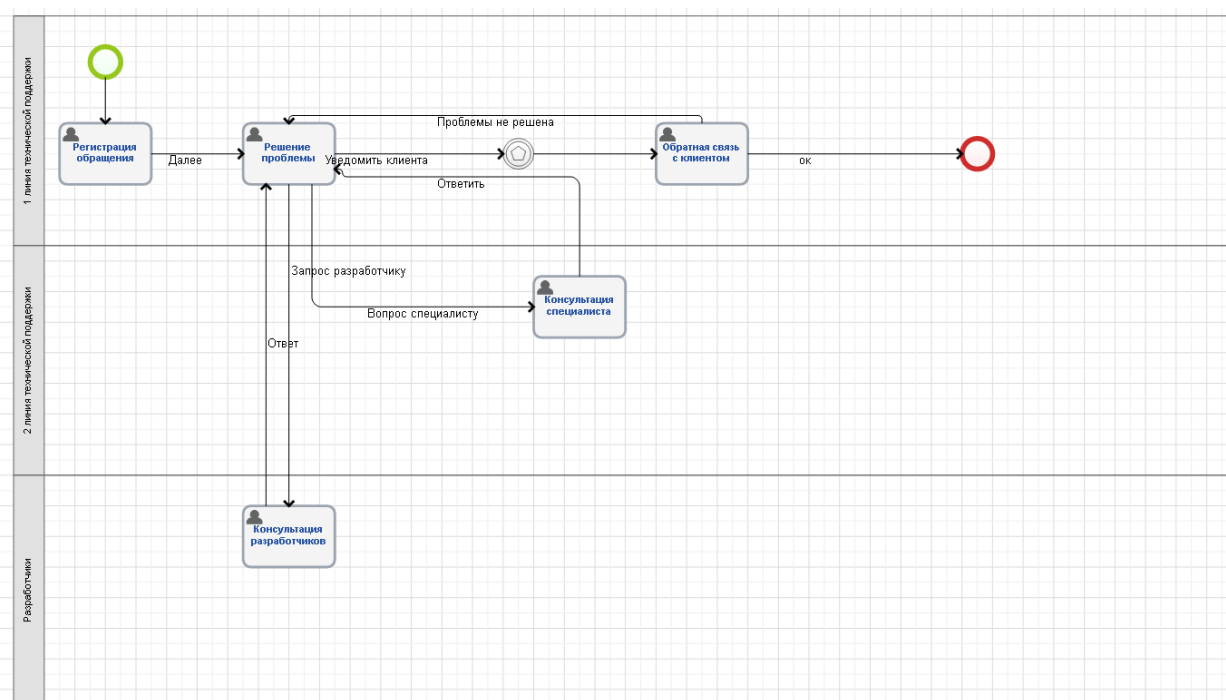 1 линия технической поддержки
Регистрация
обращения
Далее
Решение
проблемы
Уведомить клиента
Проблемы не решена
Ответить
Обратная связь
с клиентом
ок
2 линия технической поддержки
Запрос разработчику
Вопрос специалисту
Консультация
специалиста
Ответ
Разработчики
Консультация
разработчиков